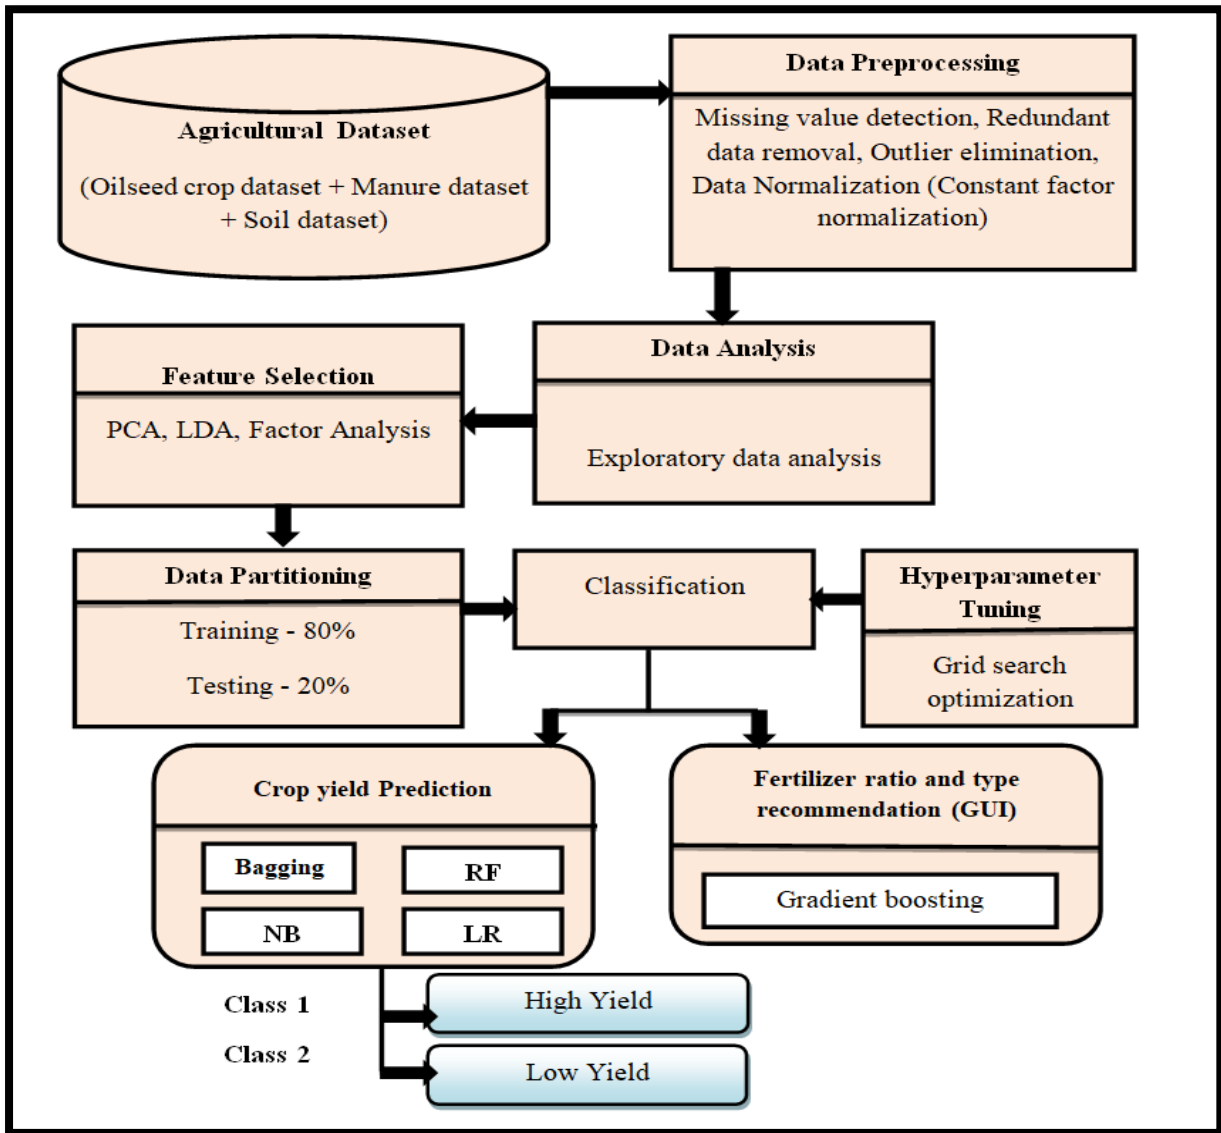 Agricultural Dataset
(Oilseed crop dataset + Manure dataset
+ Soil dataset)
Data Preprocessing
Missing value detection, Redundant
data removal, Outlier elimination,
Data Normalization (Constant factor
normalization)
Data Analysis
Exploratory data analysis
Feature Selection
PCA, LDA, Factor Analysis
Data Partitioning
Training - 80%
Testing - 20%
Classification
Hyperparameter
Tuning
Grid search
optimization
Crop yield Prediction
Bagging
RF
NB
LR
Fertilizer ratio and type
recommendation (GUI)
Gradient boosting
Class 1
High Yield
Class 2
Low Yield